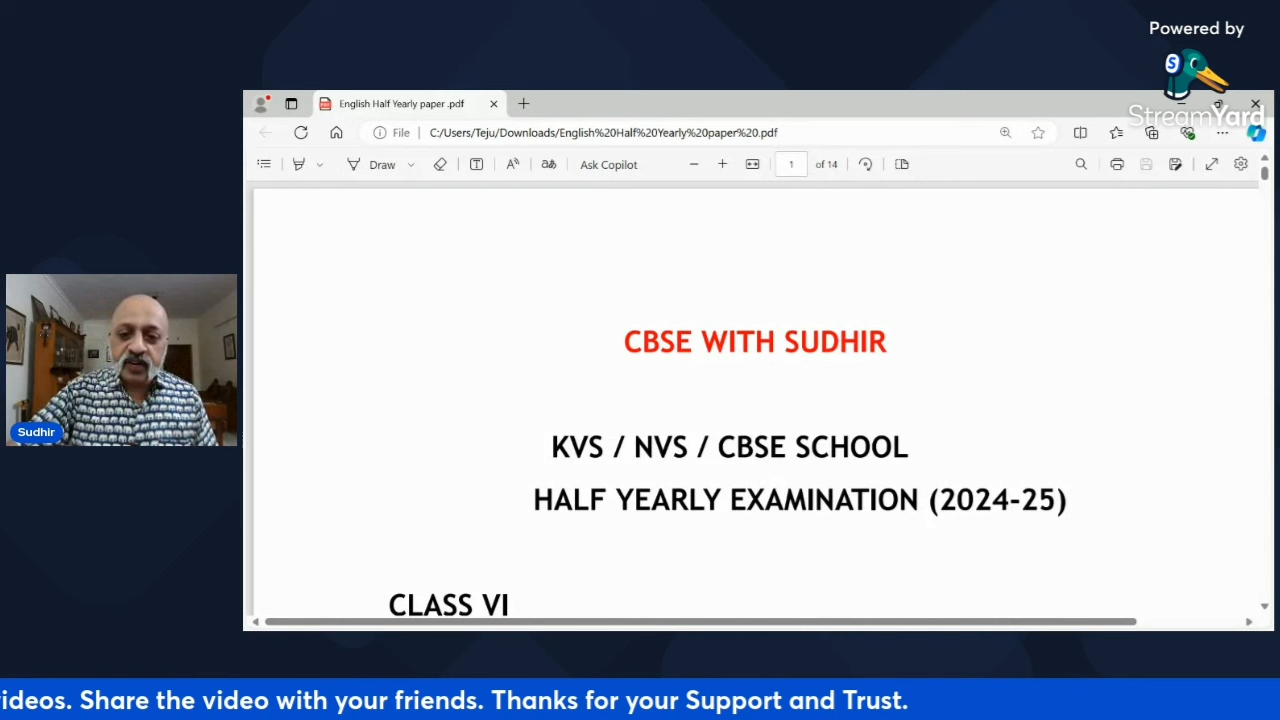 Powered by
StreamYard
English Half Yearly paper .pdf
File
C:/Users/Teju/Downloads/English%20Half%20Yearly%20paper%20.pdf
Draw
Ask Copilot
1 of 14
CBSE WITH SUDHIR
KVS / NVS / CBSE SCHOOL
HALF YEARLY EXAMINATION (2024-25)
CLASS VI
Sudhir
videos. Share the video with your friends. Thanks for your Support and Trust.